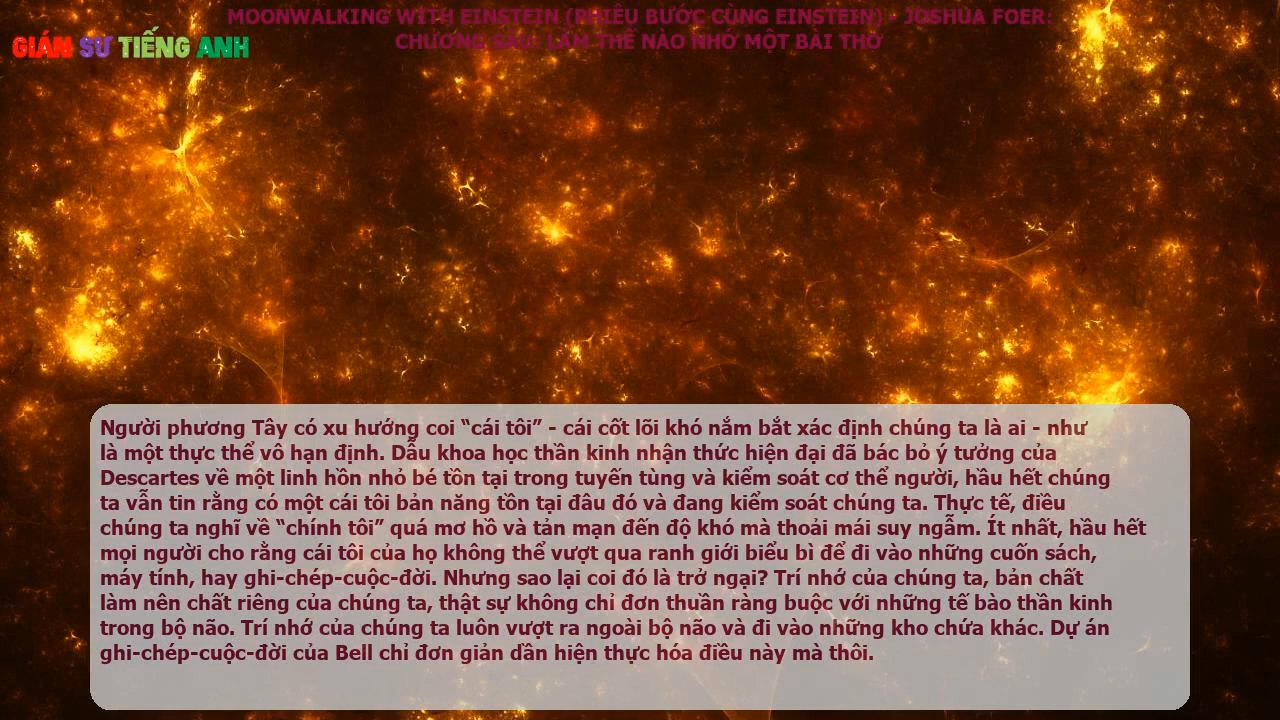 MOONWALKING WITH EINSTEIN (PHIÊU BƯỚC CÙNG EINSTEIN) - JOSHUA FOER:
CHƯƠNG SÁU: LÀM THẾ NÀO NHỚ MỘT BÀI THƠ
GIÁN SƯ TIẾNG ANH
Người phương Tây có xu hướng coi “cái tôi” - cái cốt lõi khó nắm bắt xác định chúng ta là ai - như
là một thực thể vô hạn định. Dẫu khoa học thần kinh nhận thức hiện đại đã bác bỏ ý tưởng của
Descartes về một linh hồn nhỏ bé tồn tại trong tuyến tùng và kiểm soát cơ thể người, hầu hết chúng
ta vẫn tin rằng có một cái tôi bản năng tồn tại đâu đó và đang kiểm soát chúng ta. Thực tế, điều
chúng ta nghĩ về “chính tôi” quá mơ hồ và tản mạn đến độ khó mà thoải mái suy ngẫm. Ít nhất, hầu hết
mọi người cho rằng cái tôi của họ không thể vượt qua ranh giới biểu bì để đi vào những cuốn sách,
máy tính, hay ghi-chép-cuộc-đời. Nhưng sao lại coi đó là trở ngại? Trí nhớ của chúng ta, bản chất
làm nên chất riêng của chúng ta, thật sự không chỉ đơn thuần ràng buộc với những tế bào thần kinh
trong bộ não. Trí nhớ của chúng ta luôn vượt ra ngoài bộ não và đi vào những kho chứa khác. Dự án
ghi-chép-cuộc-đời của Bell chỉ đơn giản dần hiện thực hóa điều này mà thôi.